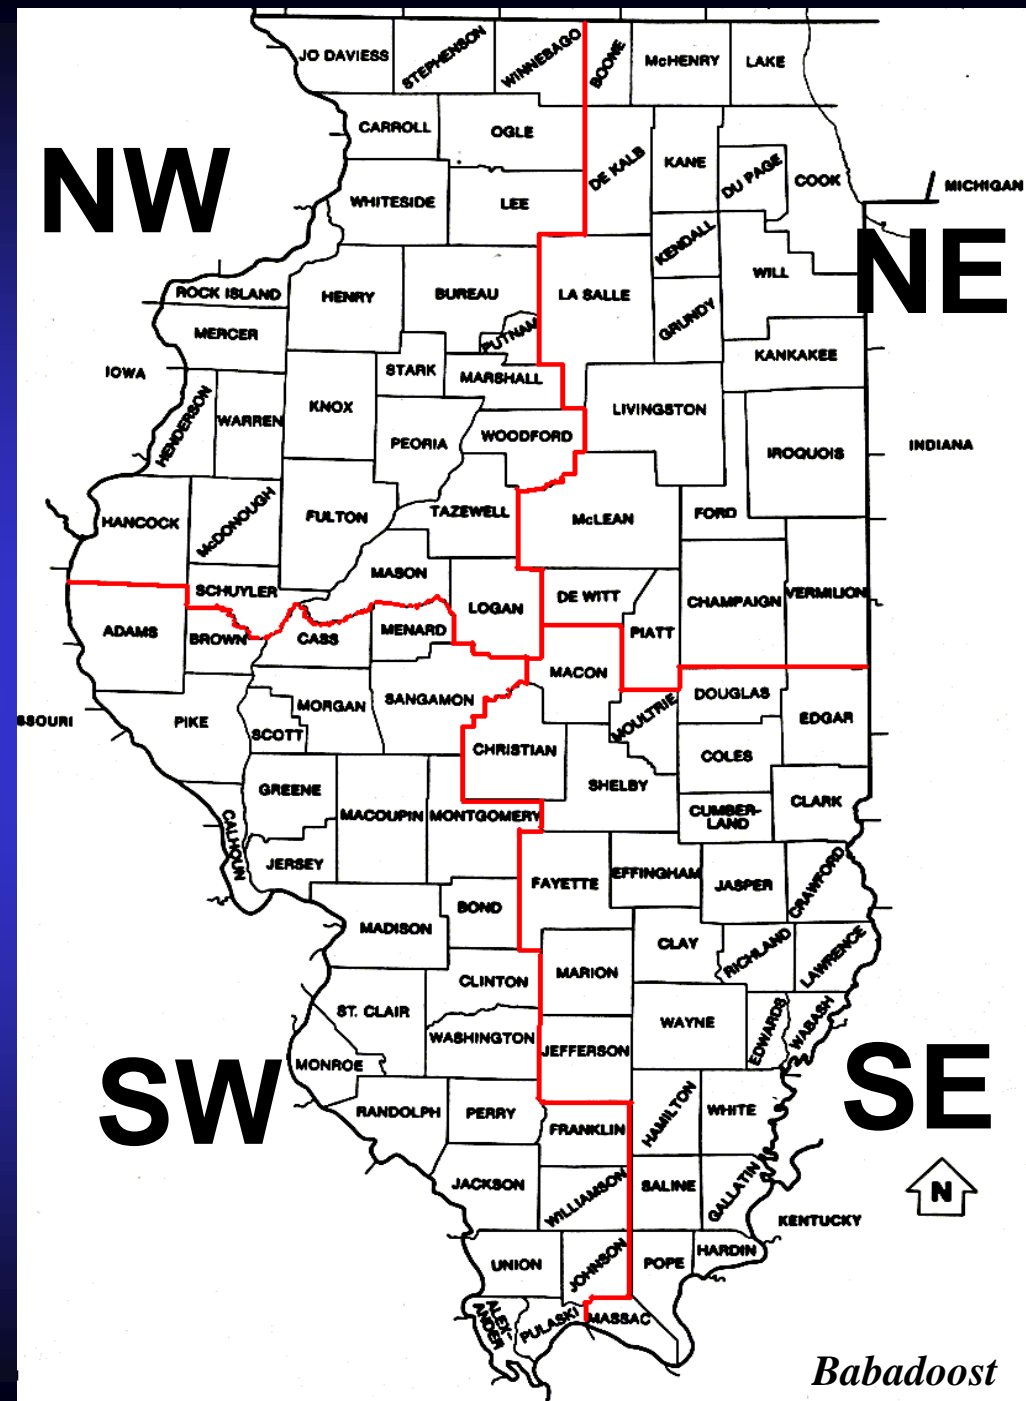 JO DAVIESS
STEPHENSON
WINNEBAGO
BOONE
McHENRY
LAKE
CARROLL
OGLE
DE KALB
KANE
DU PAGE
COOK
MICHIGAN
NW
WHITESIDE
LEE
KENDALL
NE
ROCK ISLAND
HENRY
BUREAU
LA SALLE
WILL
MERCER
PUTNAM
GRUNDY
KANKAKEE
IOWA
STARK
MARSHALL
HENDERSON
WARREN
KNOX
PEORIA
WOODFORD
LIVINGSTON
IROQUOIS
INDIANA
HANCOCK
McDONOUGH
FULTON
TAZEWELL
McLEAN
FORD
SCHUYLER
MASON
LOGAN
DE WITT
CHAMPAIGN
VERMILION
ADAMS
BROWN
CASS
MENARD
PIATT
MACON
SSOURI
PIKE
SCOTT
MORGAN
SANGAMON
MOULTRIE
DOUGLAS
EDGAR
CHRISTIAN
COLES
SHELBY
GREENE
MACOUPIN
MONTGOMERY
CUMBER-
LAND
CLARK
CALHOUN
JERSEY
FAYETTE
EFFINGHAM
JASPER
CRAWFORD
MADISON
BOND
CLAY
RICHLAND
LAWRENCE
CLINTON
MARION
ST. CLAIR
WASHINGTON
JEFFERSON
WAYNE
EDWARDS
WABASH
MONROE
SW
SE
RANDOLPH
PERRY
FRANKLIN
HAMILTON
WHITE
JACKSON
WILLIAMSON
SALINE
GALLATIN
N
KENTUCKY
UNION
JOHNSON
POPE
HARDIN
ALEX-
ANDER
PULASKI
MASSAC
Babadoost